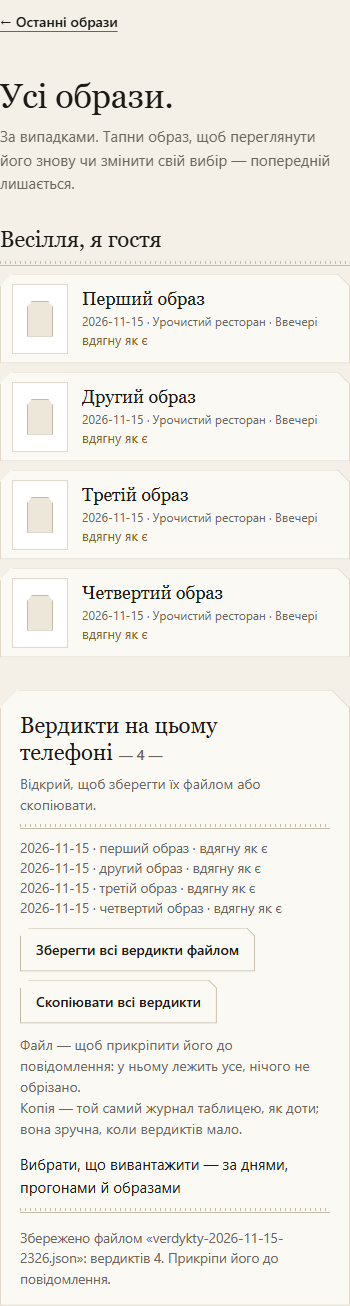 ← Останні образи
Усі образи.
За випадками. Тапни образ, щоб переглянути
його знову чи змінити свій вибір — попередній
лишається.
Весілля, я гостя
Перший образ
2026-11-15 · Урочистий ресторан · Ввечері
вдягну як є
Другий образ
2026-11-15 · Урочистий ресторан · Ввечері
вдягну як є
Третій образ
2026-11-15 · Урочистий ресторан · Ввечері
вдягну як є
Четвертий образ
2026-11-15 · Урочистий ресторан · Ввечері
вдягну як є
Вердикти на цьому
телефоні — 4 —
Відкрий, щоб зберегти їх файлом або
скопіювати.
2026-11-15 · перший образ · вдягну як є
2026-11-15 · другий образ · вдягну як є
2026-11-15 · третій образ · вдягну як є
2026-11-15 · четвертий образ · вдягну як є
Зберегти всі вердикти файлом
Скопіювати всі вердикти
Файл — щоб прикріпити його до
повідомлення: у ньому лежить усе, нічого не
обрізано.
Копія — той самий журнал таблицею, як доти;
вона зручна, коли вердиктів мало.
Вибрати, що вивантажити — за днями,
прогонами й образами
Збережено файлом «verdykty-2026-11-15-
2326.json»: вердиктів 4. Прикріпи його до
повідомлення.